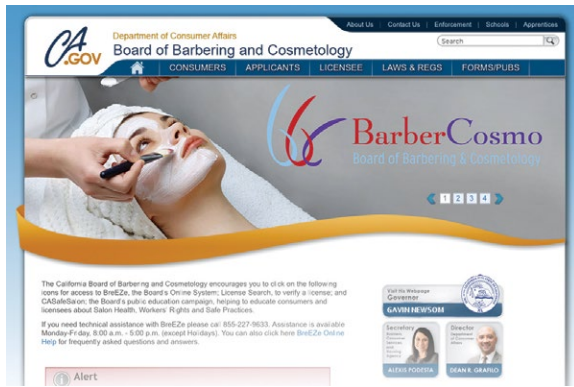 About Us | Contact Us | Enforcement | Schools | Apprentices
CA
.GOV
Department of Consumer Affairs
Board of Barbering and Cosmetology
Search
CONSUMERS | APPLICANTS | LICENSEE | LAWS & REGS | FORMS/PUBS
BarberCosmo
Board of Barbering & Cosmetology
1 2 3 4
The California Board of Barbering and Cosmetology encourages you to click on the following
icons for access to BreEZe, the Board's Online System; License Search, to verify a license; and
CASafeSalon; the Board's public education campaign, helping to educate consumers and
licensees about Salon Health, Workers' Rights and Safe Practices.
If you need technical assistance with BreEZe please call 855-227-9633. Assistance is available
Monday-Friday, 8:00 a.m. - 5:00 p.m. (except Holidays). You can also click here BreEZe Online
Help for frequently asked questions and answers.
Alert
Visit His Webpage
Governor
GAVIN NEWSOM
Secretary
ALEXIS PODESTA
Director
Department
of Consumer
Affairs
DEAN R. GRAFILO